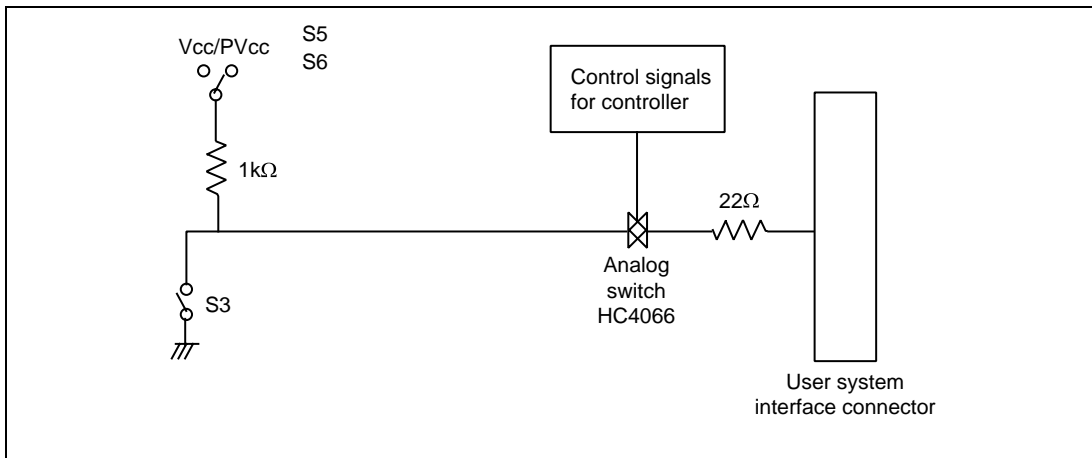 Vcc/PVcc
S5
S6
1kΩ
S3
Control signals
for controller
22Ω
Analog
switch
HC4066
User system
interface connector